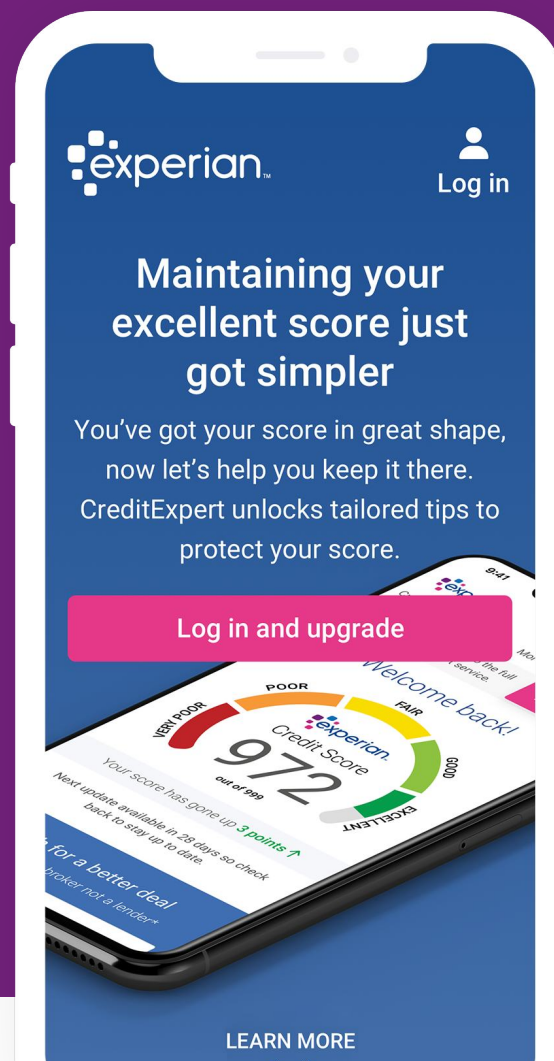 experian™
Log in
Maintaining your
excellent score just
got simpler
You've got your score in great shape,
now let's help you keep it there.
CreditExpert unlocks tailored tips to
protect your score.
Log in and upgrade
9:41
the full
service.
Welcome back!
VERY POOR
POOR
FAIR
GOOD
EXCELLENT
experian.
Credit Score
972
out of 999
Your score has gone up 3 points ↑
Next update available in 28 days so check
back to stay up to date.
for a better deal
broker not a lender*
LEARN MORE